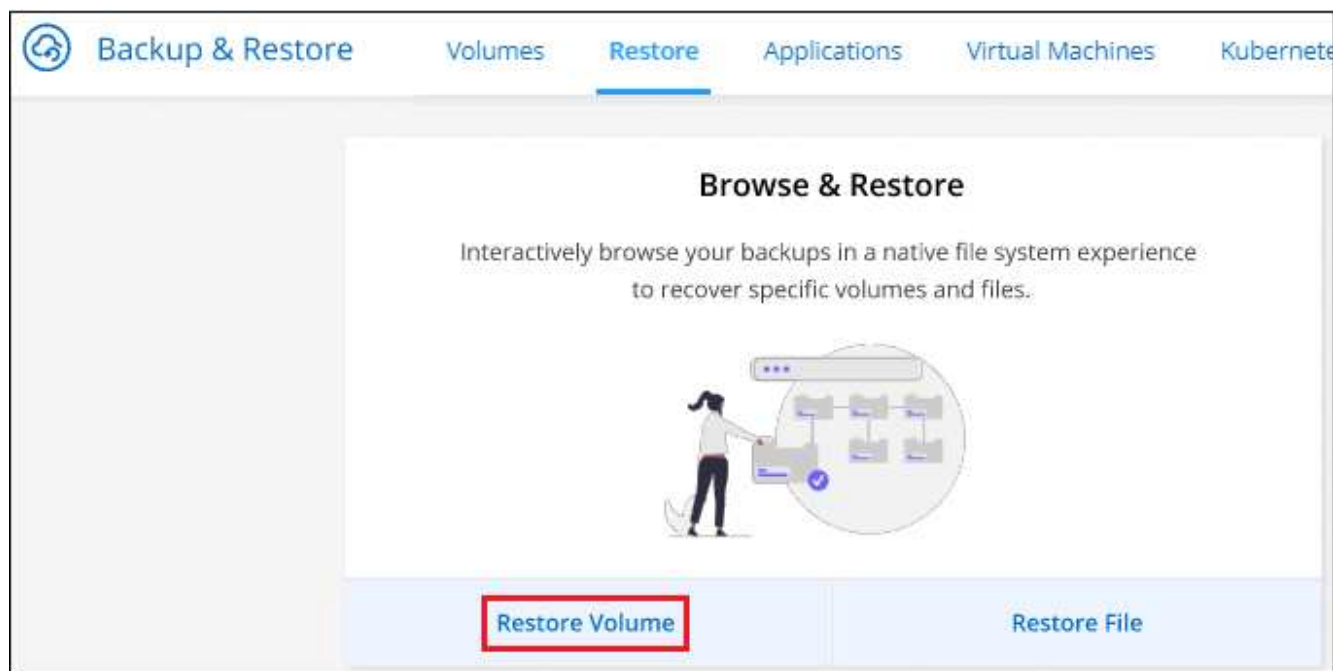 Backup & Restore Volumes Restore Applications Virtual Machines Kubernete
Browse & Restore
Interactively browse your backups in a native file system experience
to recover specific volumes and files.
Restore Volume Restore File